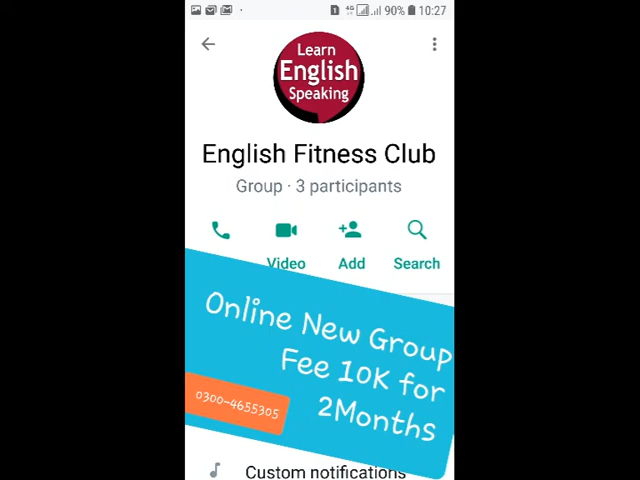 90% 10:27
Learn
English
Speaking
English Fitness Club
Group · 3 participants
Video Add Search
Online New Group
Fee 10K for
2Months
0300-4655305
Custom notifications